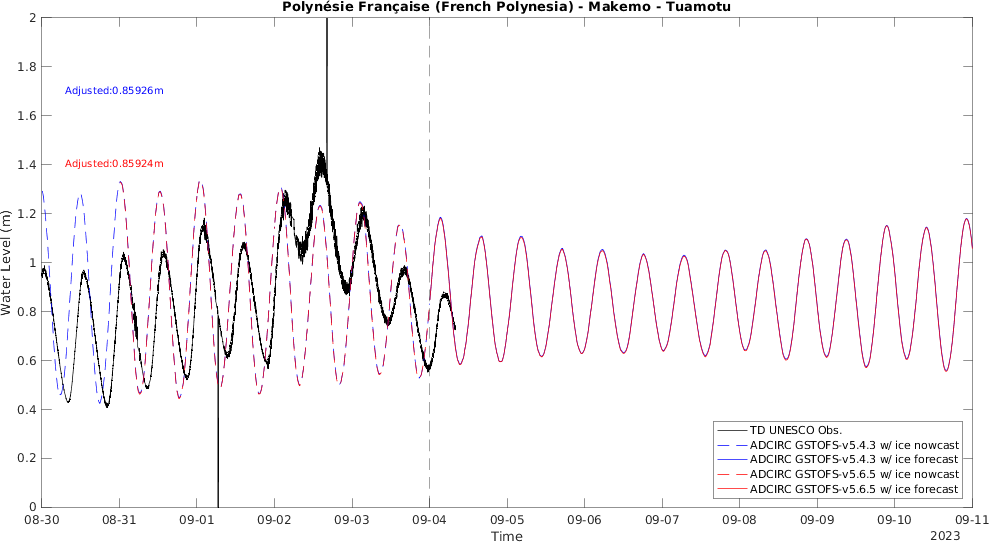 Polynésie Française (French Polynesia) - Makemo - Tuamotu
2
1.8
1.6
1.4
1.2
1
0.8
0.6
0.4
0.2
0
Water Level (m)
Adjusted:0.85926m
Adjusted:0.85924m
TD UNESCO Obs.
ADCIRC GSTOFS-v5.4.3 w/ ice nowcast
ADCIRC GSTOFS-v5.4.3 w/ ice forecast
ADCIRC GSTOFS-v5.6.5 w/ ice nowcast
ADCIRC GSTOFS-v5.6.5 w/ ice forecast
08-30 08-31 09-01 09-02 09-03 09-04 09-05 09-06 09-07 09-08 09-09 09-10 09-11
Time
2023